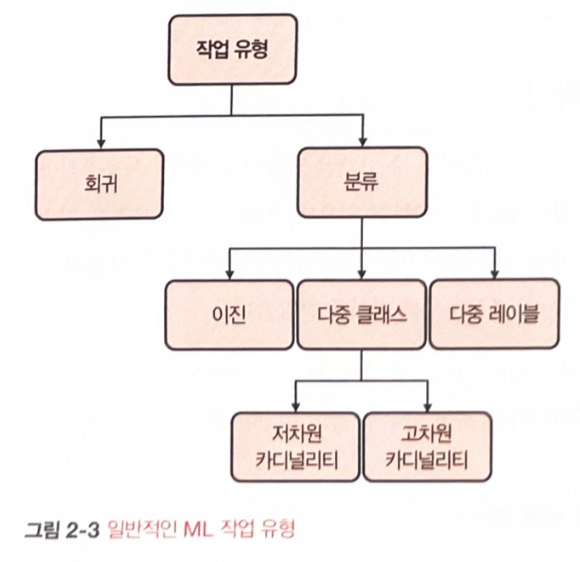 작업 유형
회귀
분류
이진
다중 클래스
다중 레이블
저차원
카디널리티
고차원
카디널리티
그림 2-3 일반적인 ML 작업 유형